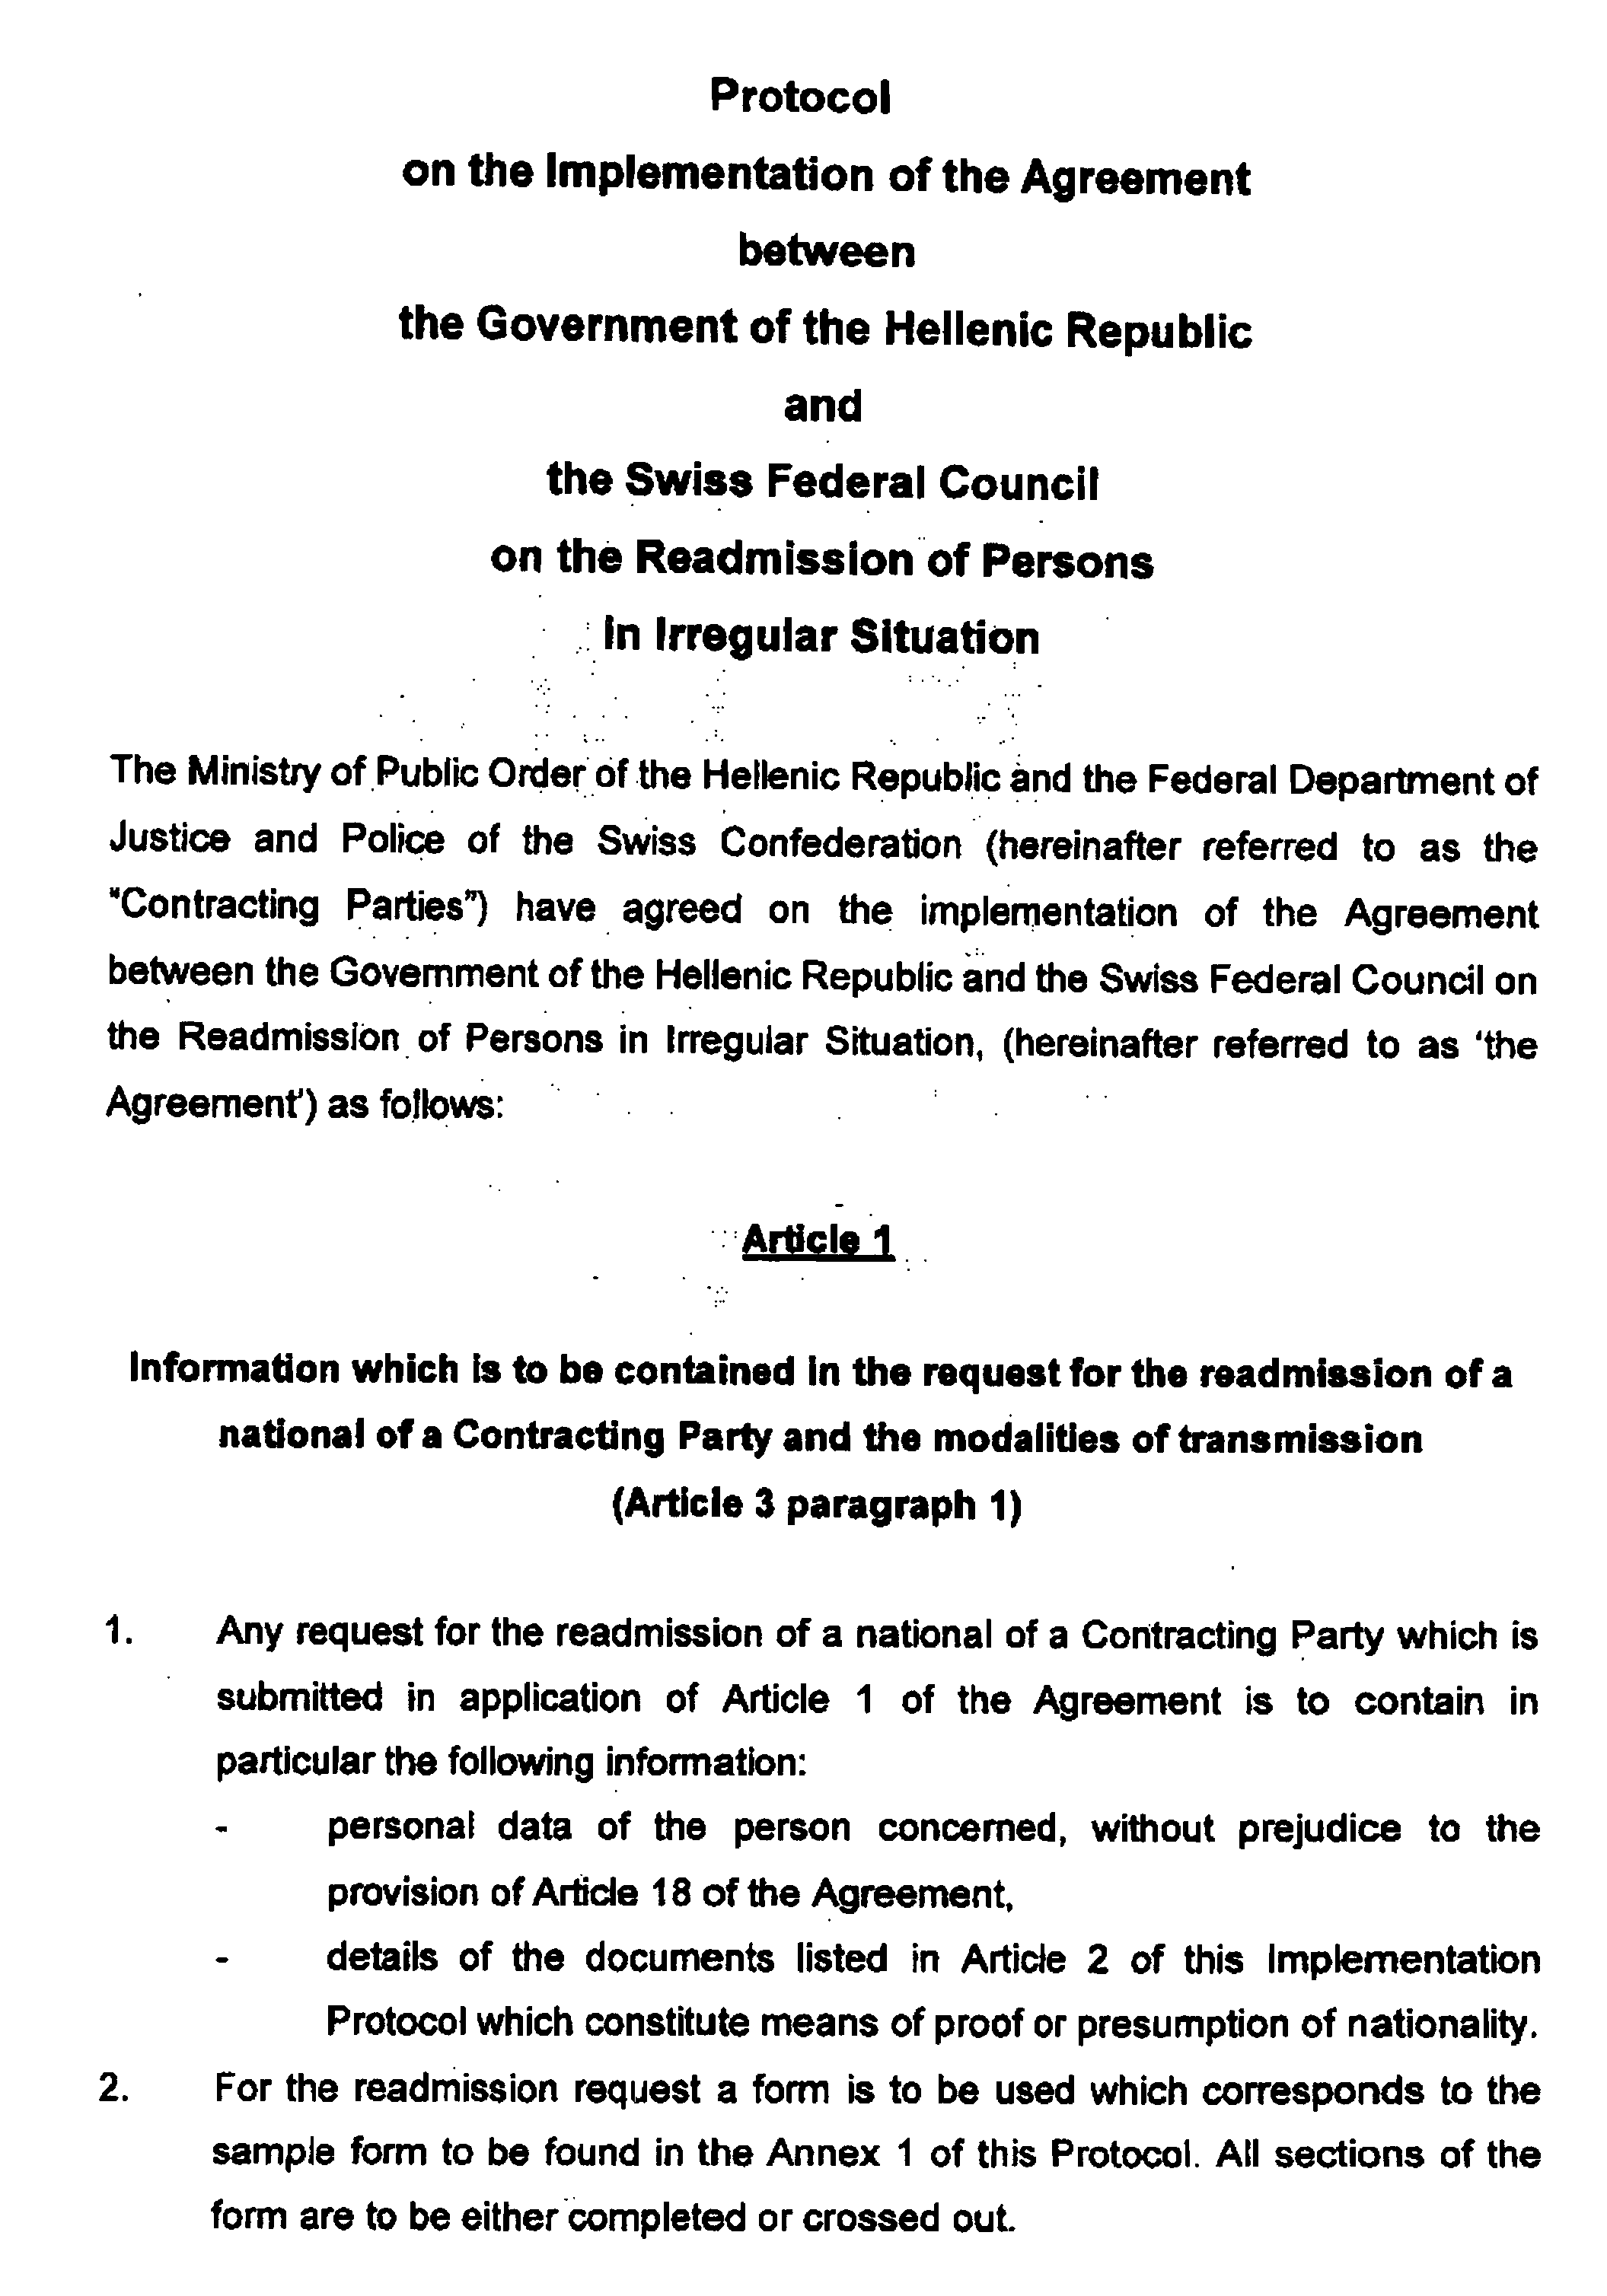 Protocol
on the Implementation of the Agreement
between
the Government of the Hellenic Republic
and
the Swiss Federal Council
on the Readmission of Persons
in Irregular Situation
The Ministry of Public Order of the Hellenic Republic and the Federal Department of
Justice and Police of the Swiss Confederation (hereinafter referred to as the
“Contracting Parties”) have agreed on the implementation of the Agreement
between the Government of the Hellenic Republic and the Swiss Federal Council on
the Readmission of Persons in Irregular Situation, (hereinafter referred to as ‘the
Agreement’) as follows:
Article 1
Information which is to be contained in the request for the readmission of a
national of a Contracting Party and the modalities of transmission
(Article 3 paragraph 1)
1. Any request for the readmission of a national of a Contracting Party which is
submitted in application of Article 1 of the Agreement is to contain in
particular the following information:
- personal data of the person concerned, without prejudice to the
provision of Article 18 of the Agreement,
- details of the documents listed in Article 2 of this Implementation
Protocol which constitute means of proof or presumption of nationality.
2. For the readmission request a form is to be used which corresponds to the
sample form to be found in the Annex 1 of this Protocol. All sections of the
form are to be either completed or crossed out.